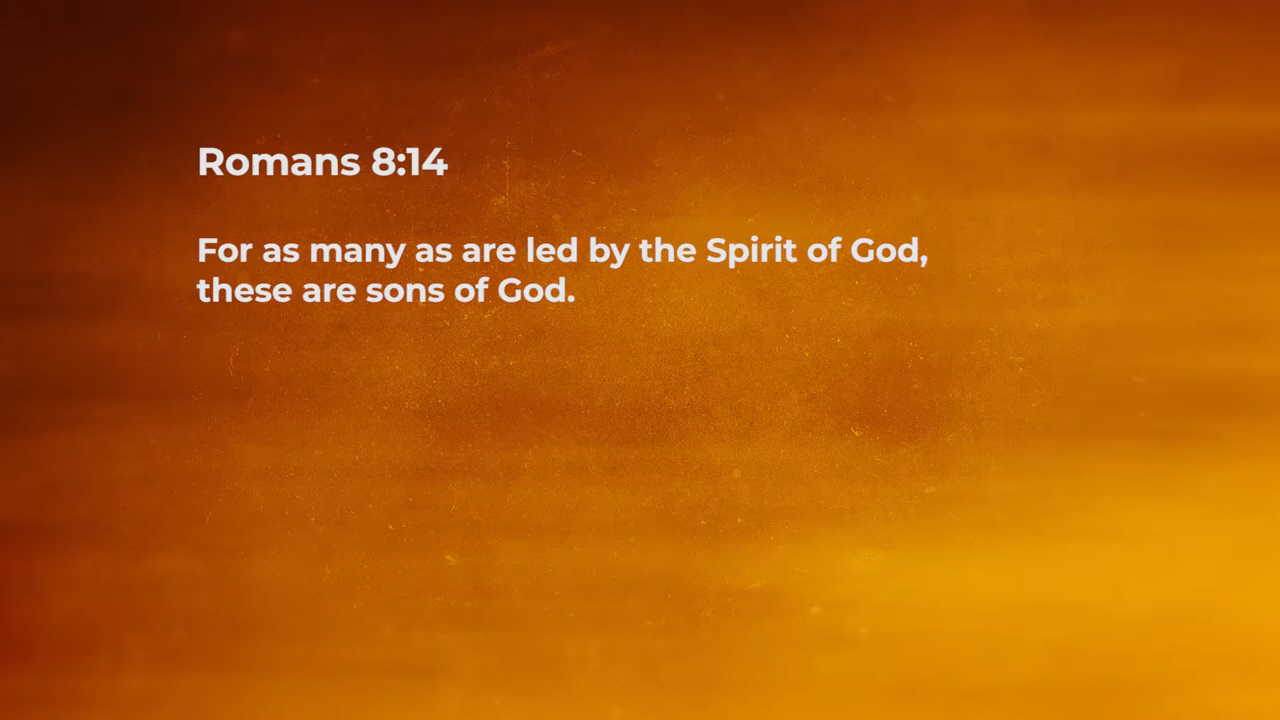 Romans 8:14
For as many as are led by the Spirit of God,
these are sons of God.